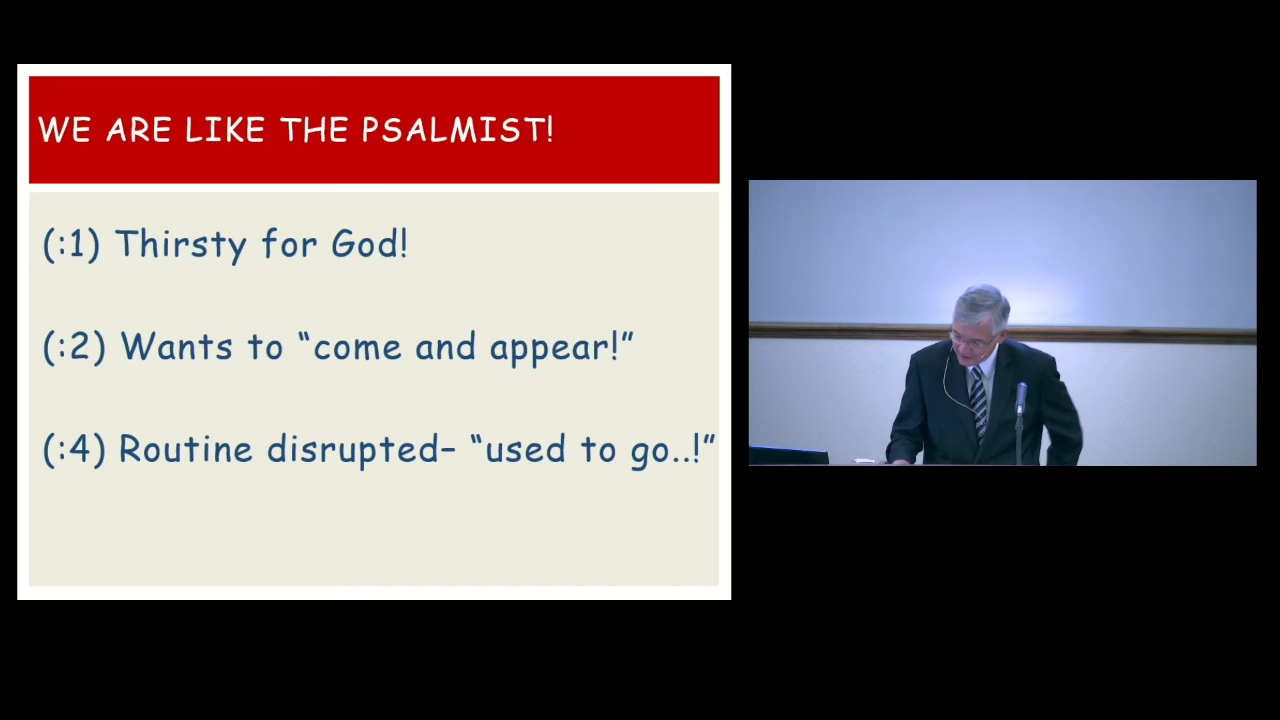 WE ARE LIKE THE PSALMIST!
(:1) Thirsty for God!
(:2) Wants to “come and appear!”
(:4) Routine disrupted– “used to go..!”